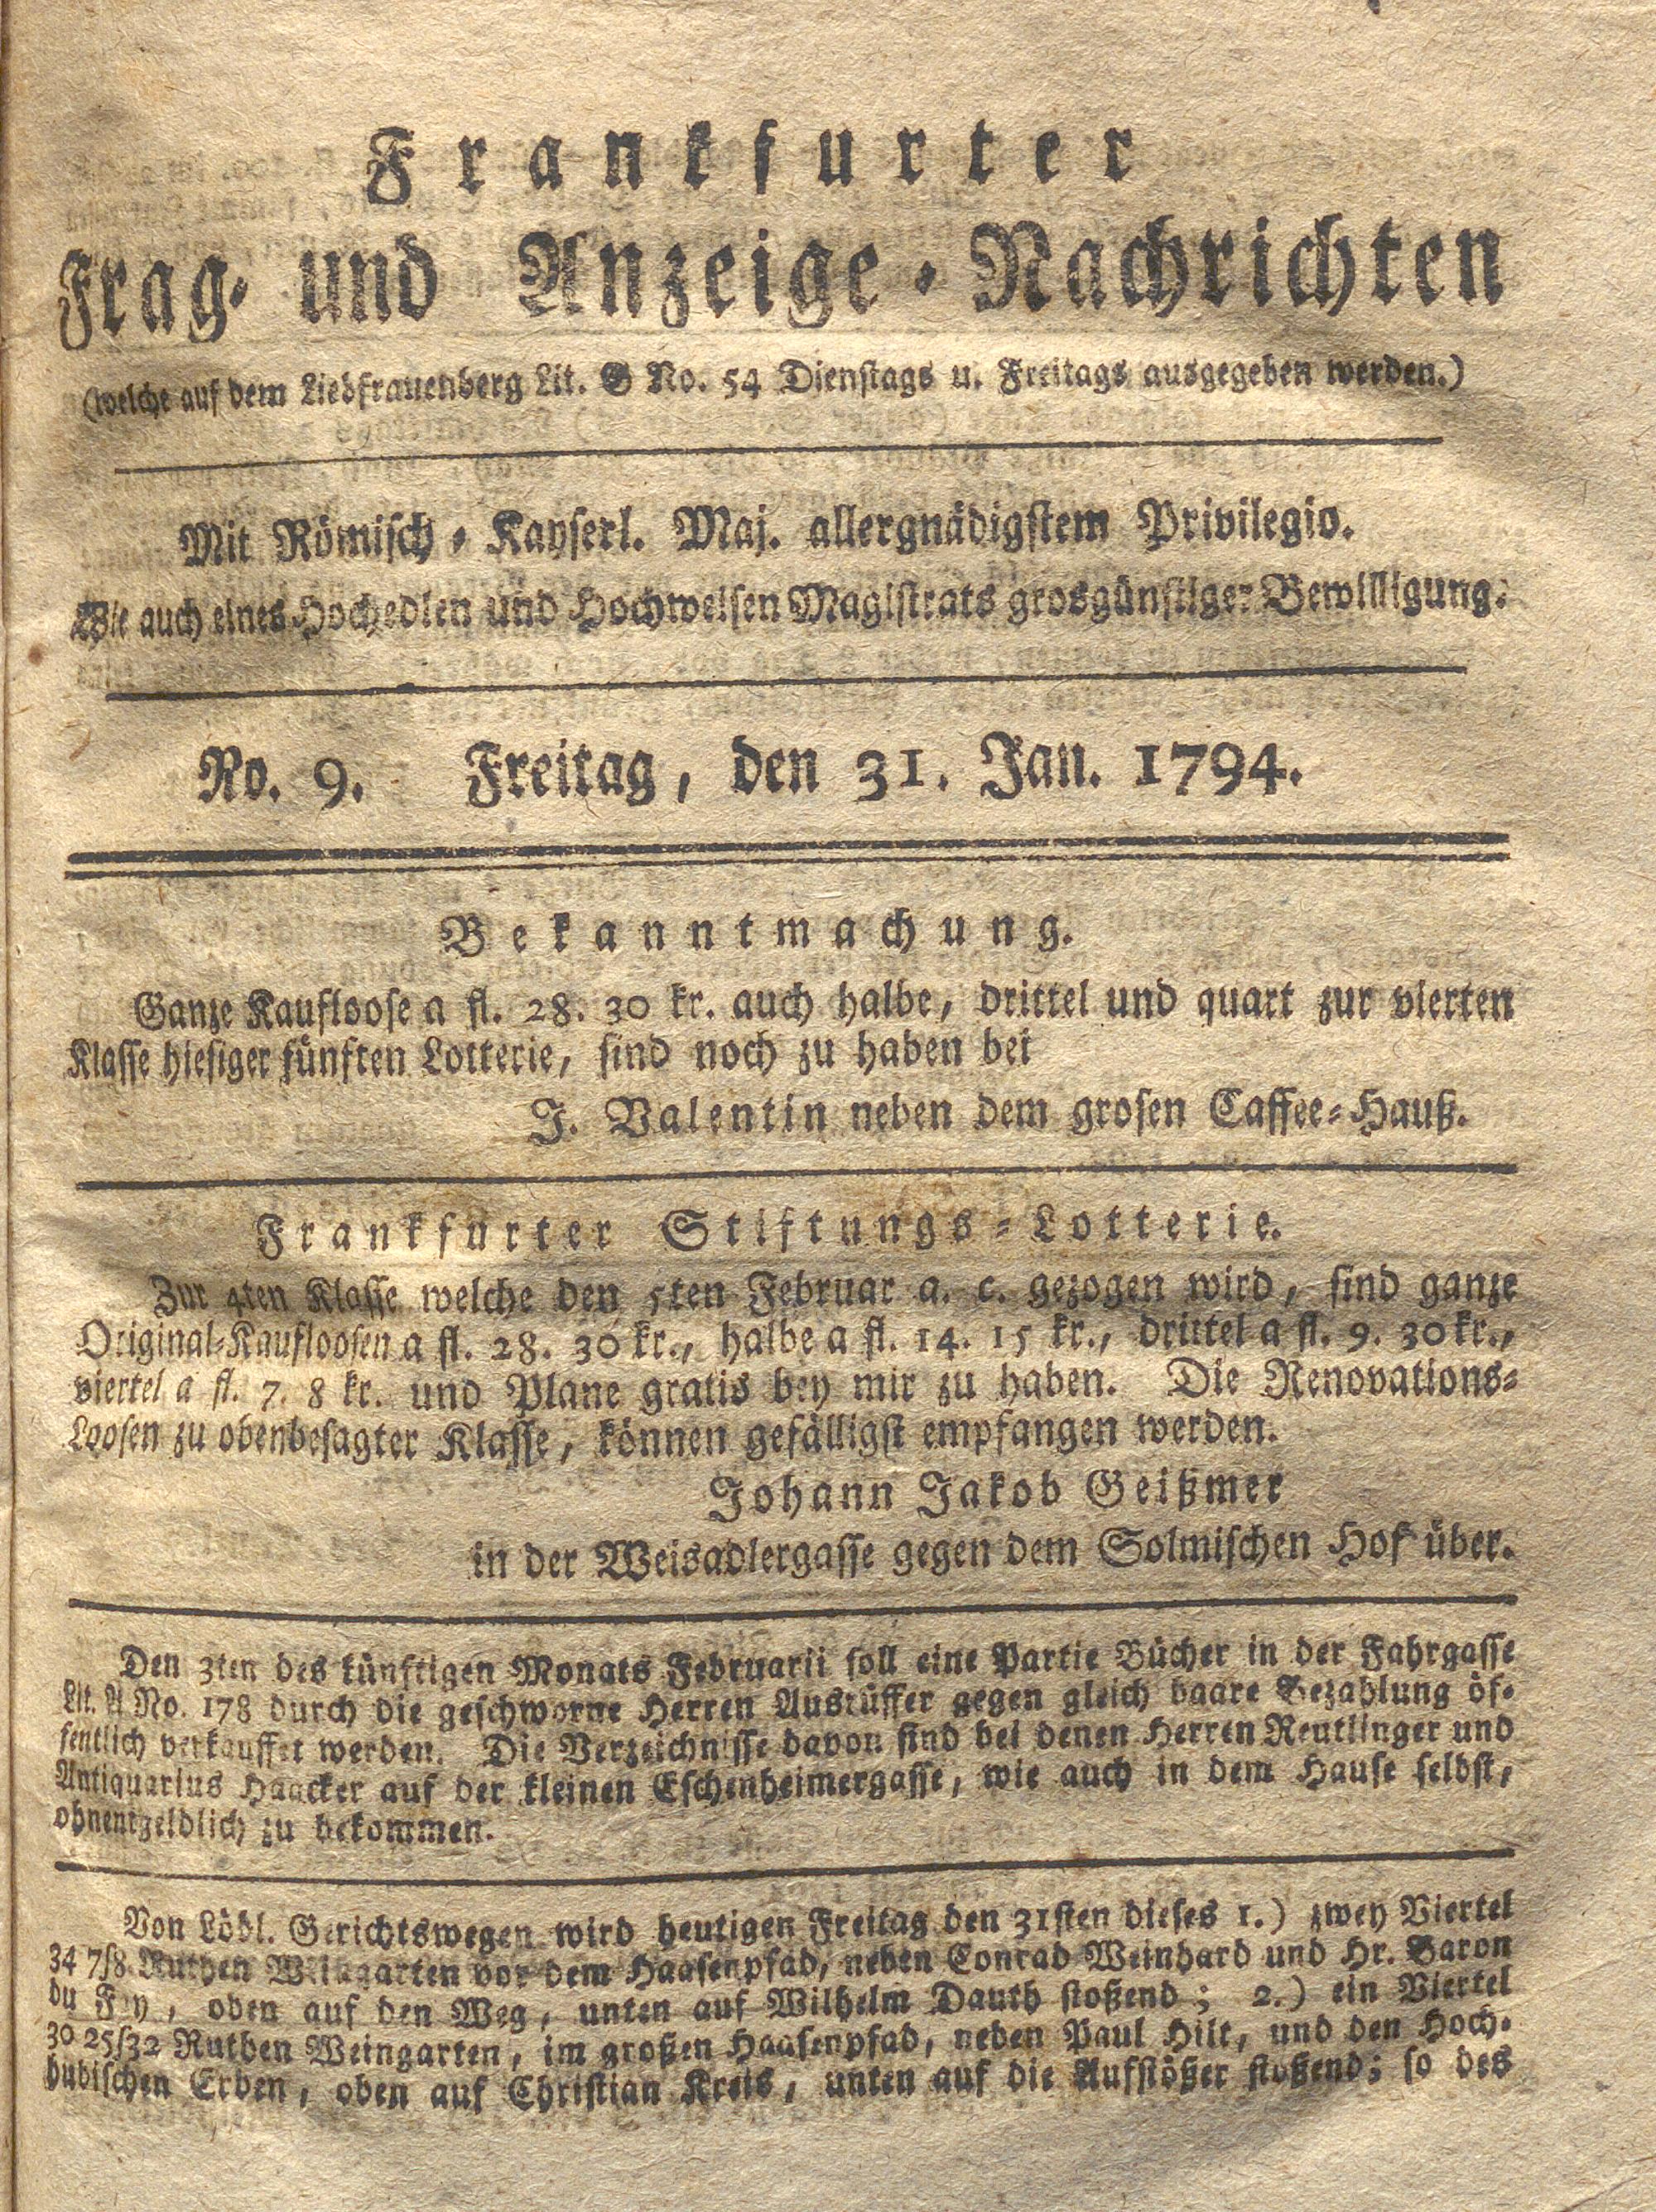 Frankfurter
Frag- und Anzeige-Nachrichten
(welche auf dem Liebfrauenberg Lit. G No. 54 Dienstags u. Freitags ausgegeben werden.)
Mit Römisch-Kayserl. Maj. allergnädigstem Privilegio.
Wie auch eines Hochedlen und Hochweisen Magistrats grosgünstiger Bewilligung.
No. 9. Freitag, den 31. Jan. 1794.
Bekanntmachung.
Ganze Kaufloose a fl. 28. 30 kr. auch halbe, drittel und quart zur vierten
Klasse hiesiger fünften Lotterie, sind noch zu haben bei
J. Valentin neben dem grosen Caffee-Hauß.
Frankfurter Stiftungs-Lotterie.
Zur 4ten Klasse welche den 5ten Februar a. c. gezogen wird, sind ganze
Original-Kaufloosen a fl. 28. 30 kr., halbe a fl. 14. 15 kr., drittel a fl. 9. 30 kr.,
viertel a fl. 7. 8 kr. und Plane gratis bey mir zu haben. Die Renovations-
Loosen zu obenbesagter Klasse, können gefälligst empfangen werden.
Johann Jakob Geißmer
in der Weisadlergasse gegen dem Solmischen Hof über.
Den 3ten des künftigen Monats Februarii soll eine Partie Bücher in der Fahrgasse
Lit. A No. 178 durch die geschworne Herren Ausrüffer gegen gleich baare Bezahlung öf-
fentlich verkauffet werden. Die Verzeichnisse davon sind bei denen Herren Reutlinger und
Antiquarius Haacker auf der kleinen Eschenheimergasse, wie auch in dem Hause selbst,
ohnentgeldlich zu bekommen.
Von Löbl. Gerichtswegen wird heutigen Freitag den 31sten dieses 1.) zwey Viertel
34 7/8 Ruthen Weingarten vor dem Haasenpfad, neben Conrad Weinhard und Hr. Baron
du Fay, oben auf den Weg, unten auf Wilhelm Dauth stoßend; 2.) ein Viertel
30 25/32 Ruthen Weingarten, im großen Haasenpfad, neben Paul Hilt, und den Hoch-
hubischen Erben, oben auf Christian Kreis, unten auf die Aufstößer stoßend; so des